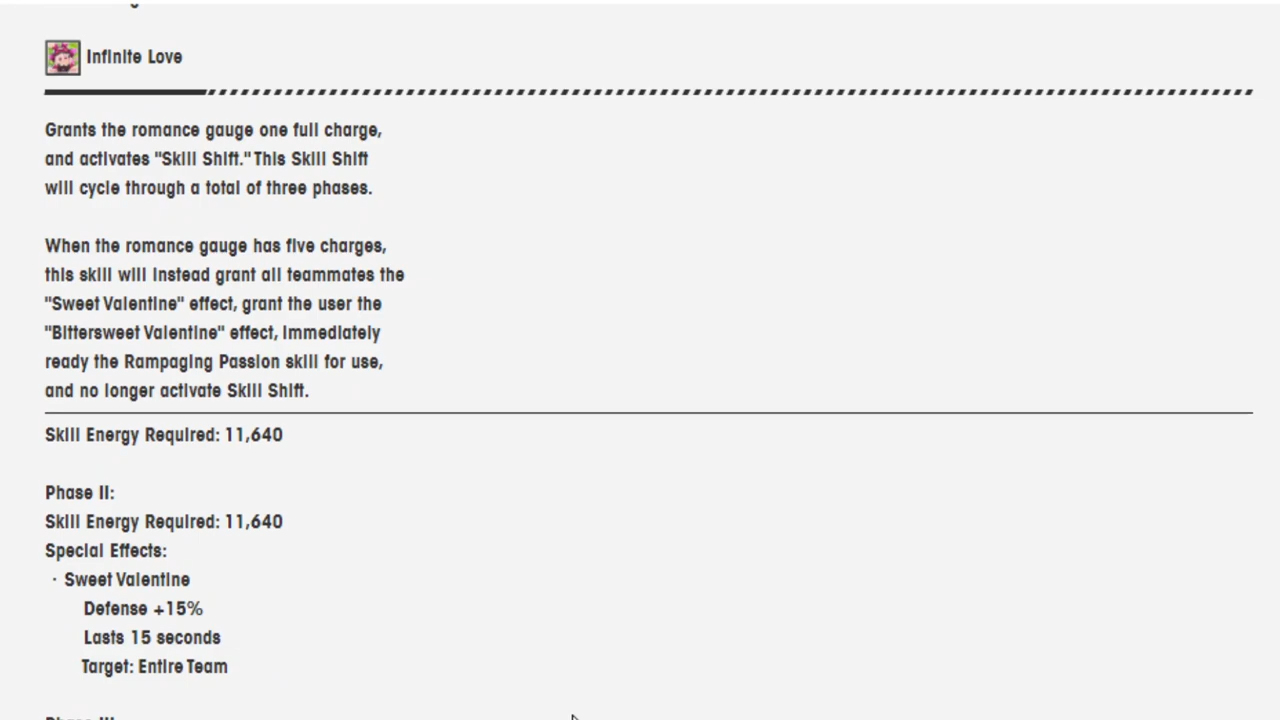 Infinite Love
Grants the romance gauge one full charge,
and activates "Skill Shift." This Skill Shift
will cycle through a total of three phases.
When the romance gauge has five charges,
this skill will instead grant all teammates the
"Sweet Valentine" effect, grant the user the
"Bittersweet Valentine" effect, immediately
ready the Rampaging Passion skill for use,
and no longer activate Skill Shift.
Skill Energy Required: 11,640
Phase II:
Skill Energy Required: 11,640
Special Effects:
· Sweet Valentine
Defense +15%
Lasts 15 seconds
Target: Entire Team
Phase III